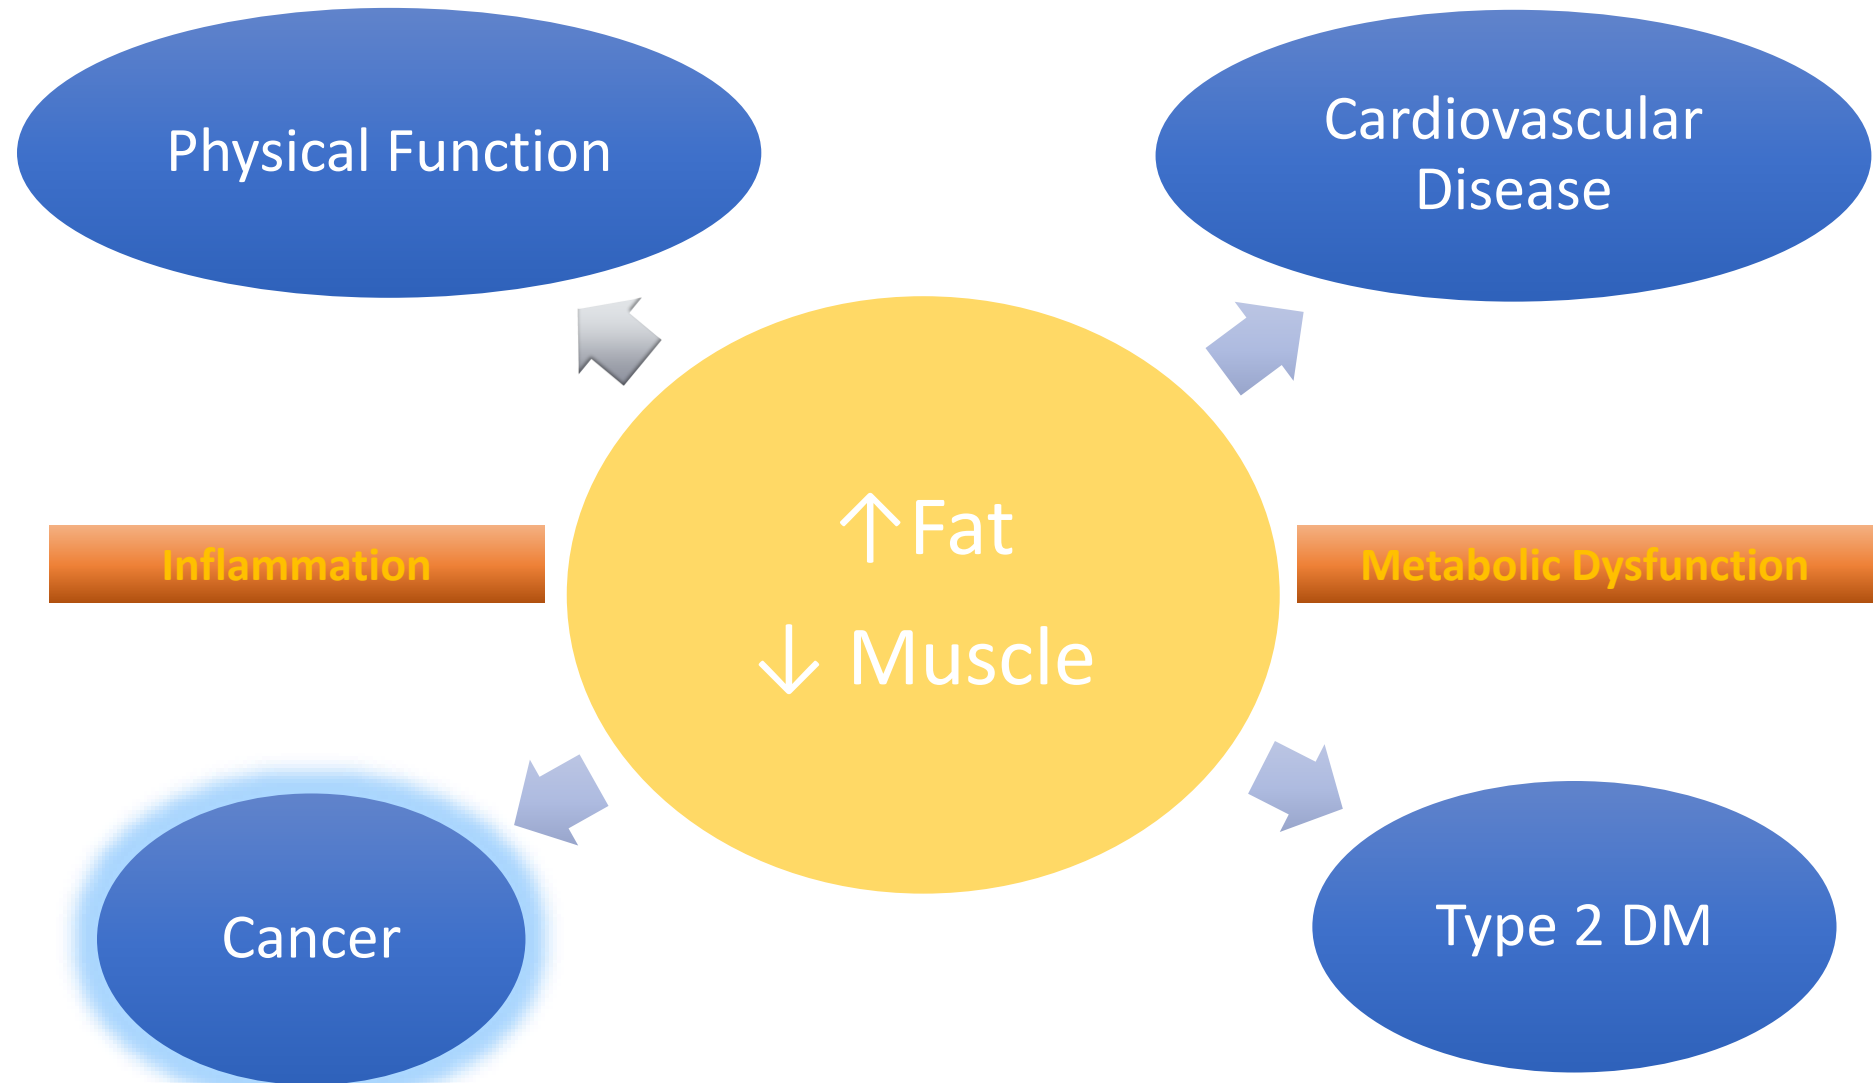 Physical Function
Cardiovascular
Disease
↑Fat
↓ Muscle
Inflammation
Metabolic Dysfunction
Cancer
Type 2 DM